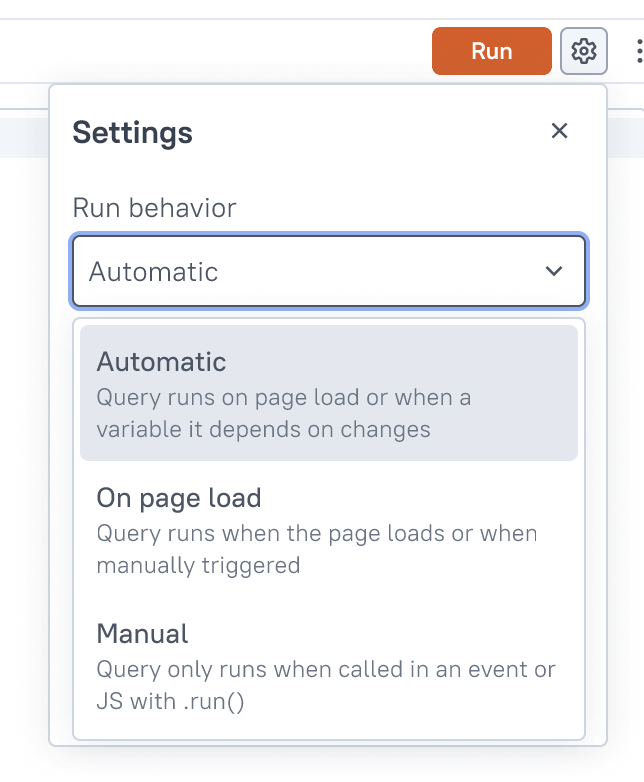 Run
Settings
Run behavior
Automatic
Automatic
Query runs on page load or when a
variable it depends on changes
On page load
Query runs when the page loads or when
manually triggered
Manual
Query only runs when called in an event or
JS with .run()